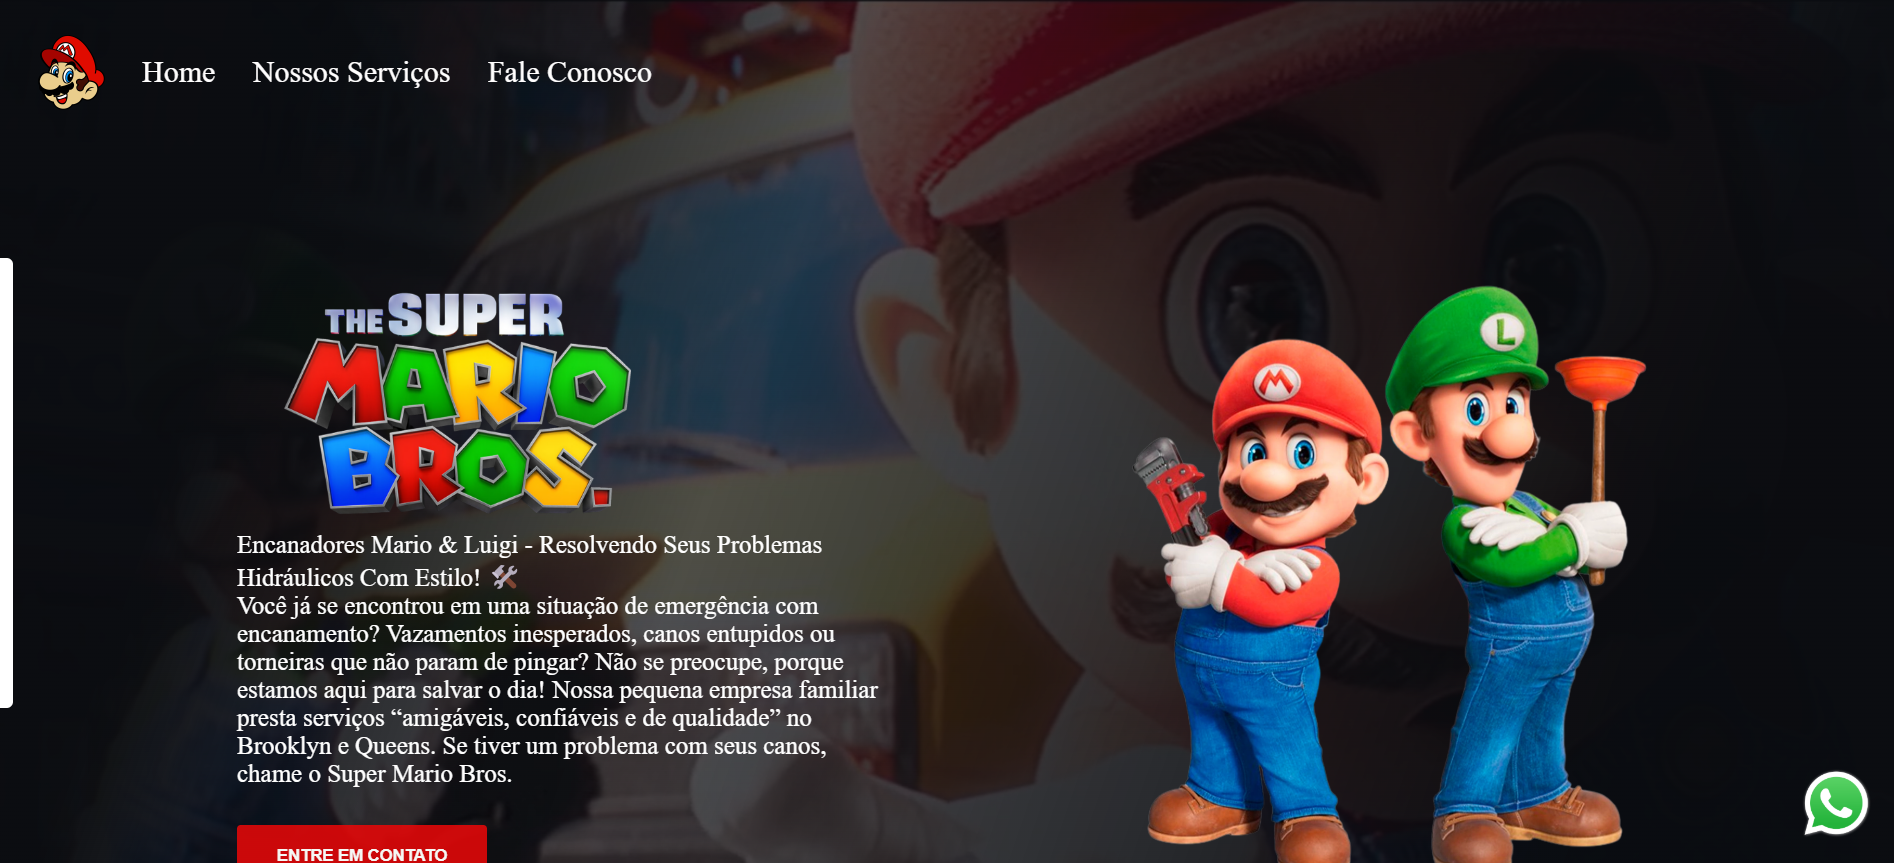 Home Nossos Serviços Fale Conosco
THE SUPER
MARIO
BROS.
M
L
Encanadores Mario & Luigi - Resolvendo Seus Problemas
Hidráulicos Com Estilo! 🛠️
Você já se encontrou em uma situação de emergência com
encanamento? Vazamentos inesperados, canos entupidos ou
torneiras que não param de pingar? Não se preocupe, porque
estamos aqui para salvar o dia! Nossa pequena empresa familiar
presta serviços “amigáveis, confiáveis e de qualidade” no
Brooklyn e Queens. Se tiver um problema com seus canos,
chame o Super Mario Bros.
ENTRE EM CONTATO